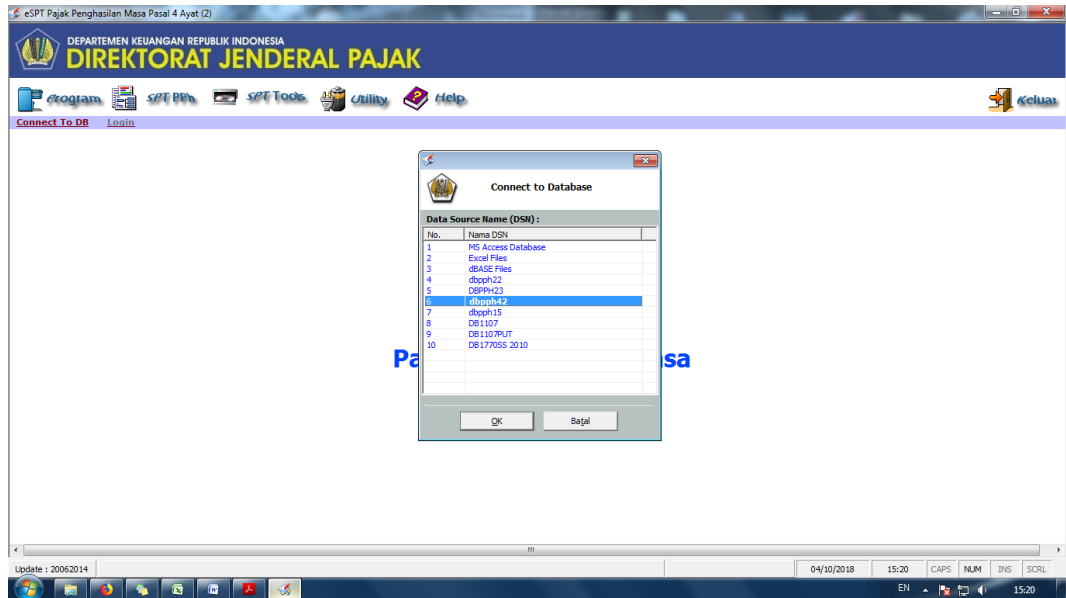 eSPT Pajak Penghasilan Masa Pasal 4 Ayat (2)
DEPARTEMEN KEUANGAN REPUBLIK INDONESIA
DIREKTORAT JENDERAL PAJAK
Program SPT PPh SPT Tools Utility Help Keluar
Connect To DB Login
Connect to Database
Data Source Name (DSN) :
No. Nama DSN
1 MS Access Database
2 Excel Files
3 dBASE Files
4 dbpph22
5 DBPPH23
6 dbpph42
7 dbpph15
8 DB1107
9 DB1107PUT
10 DB1770SS 2010
Pa sa
OK Batal
Update : 20062014 04/10/2018 15:20 CAPS NUM INS SCRL
EN 15:20